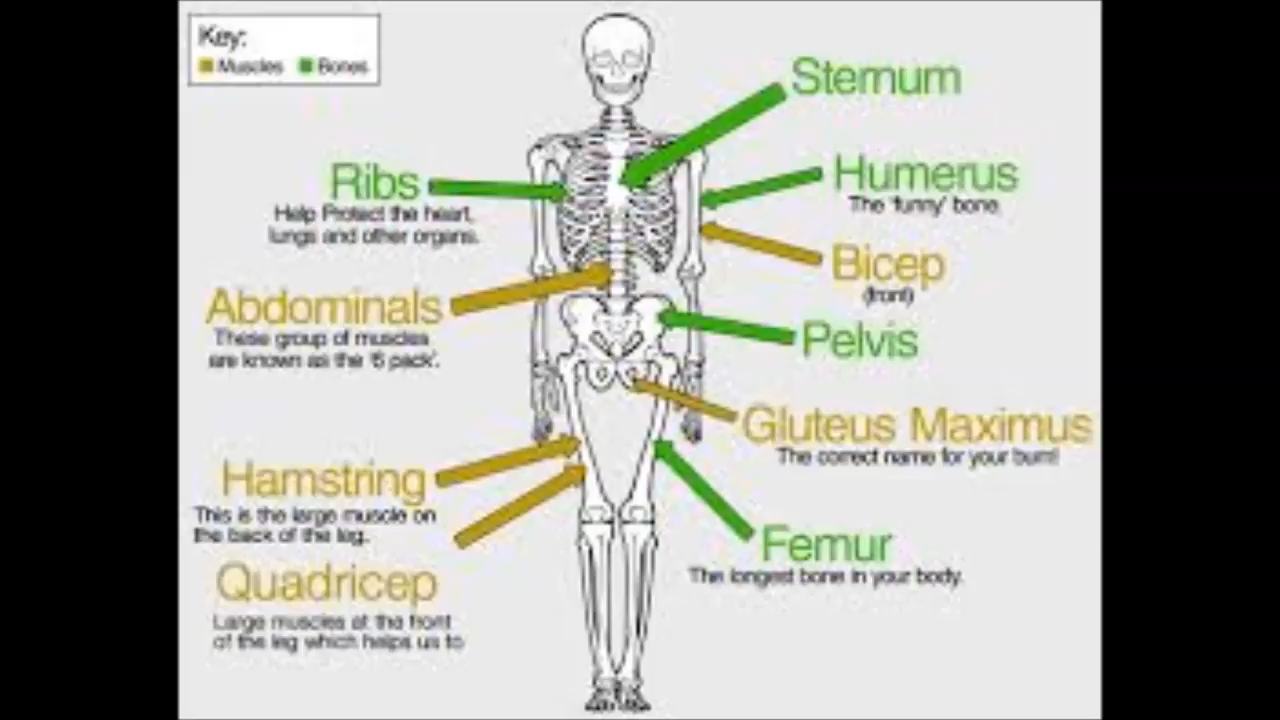 Key:
Muscles Bones
Sternum
Ribs
Help Protect the heart,
lungs and other organs.
Humerus
The 'funny' bone.
Bicep
(front)
Abdominals
These group of muscles
are known as the '6 pack'.
Pelvis
Gluteus Maximus
The correct name for your bum!
Hamstring
This is the large muscle on
the back of the leg.
Femur
The longest bone in your body.
Quadricep
Large muscles at the front
of the leg which helps us to